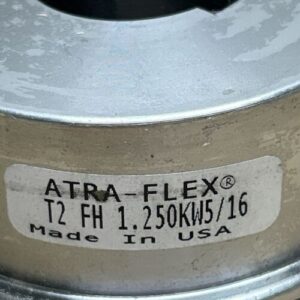 ATRA-FLEX®
T2 FH 1.250KW5/16
Made In USA